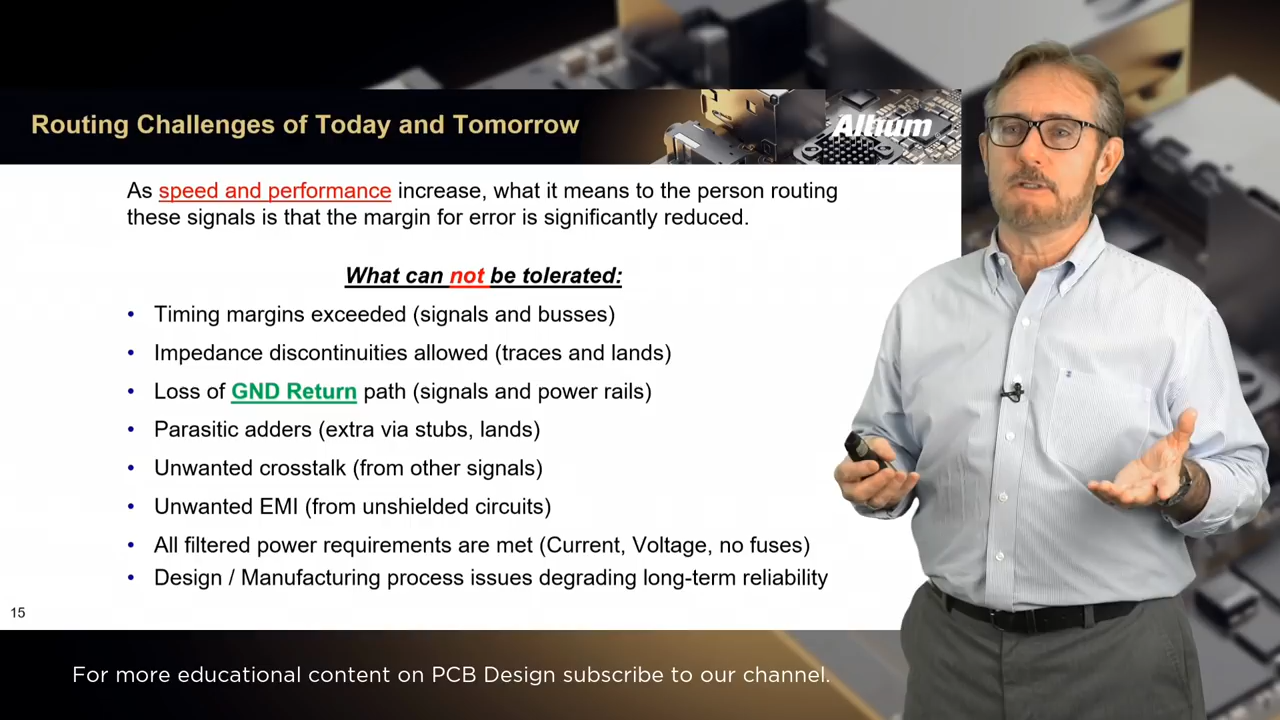 Routing Challenges of Today and Tomorrow
Altium
As speed and performance increase, what it means to the person routing
these signals is that the margin for error is significantly reduced.
What can not be tolerated:
• Timing margins exceeded (signals and busses)
• Impedance discontinuities allowed (traces and lands)
• Loss of GND Return path (signals and power rails)
• Parasitic adders (extra via stubs, lands)
• Unwanted crosstalk (from other signals)
• Unwanted EMI (from unshielded circuits)
• All filtered power requirements are met (Current, Voltage, no fuses)
• Design / Manufacturing process issues degrading long-term reliability
15
For more educational content on PCB Design subscribe to our channel.